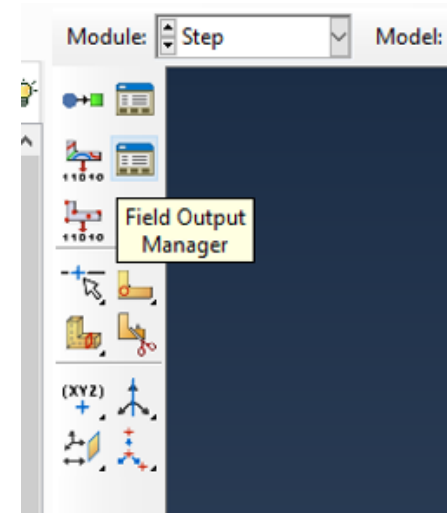 Module: Step Model:
11010
11010
Field Output
Manager
(XYZ)